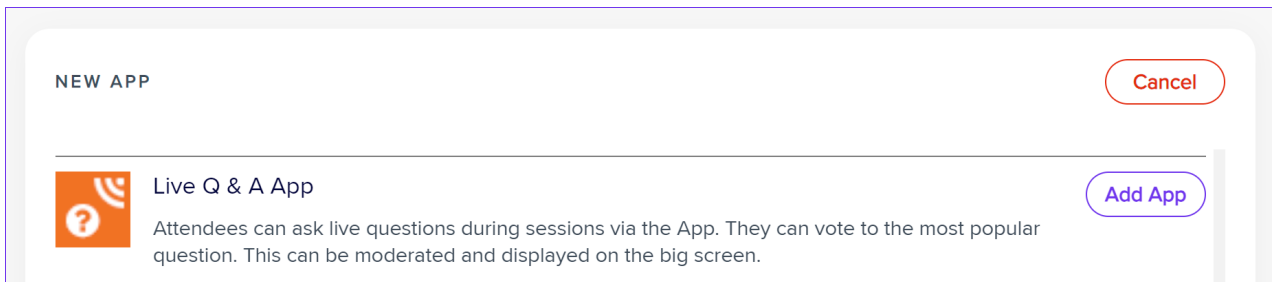 NEW APP
Cancel
Live Q & A App
Add App
Attendees can ask live questions during sessions via the App. They can vote to the most popular
question. This can be moderated and displayed on the big screen.